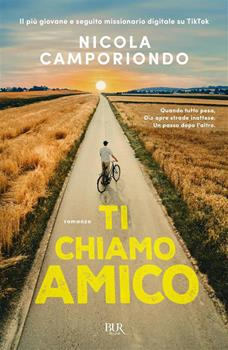 Il più giovane e seguito missionario digitale su TikTok
NICOLA
CAMPORIONDO
Quando tutto pesa,
Dio apre strade inattese.
Un passo dopo l'altro.
romanzo
TI
CHIAMO
AMICO
BUR